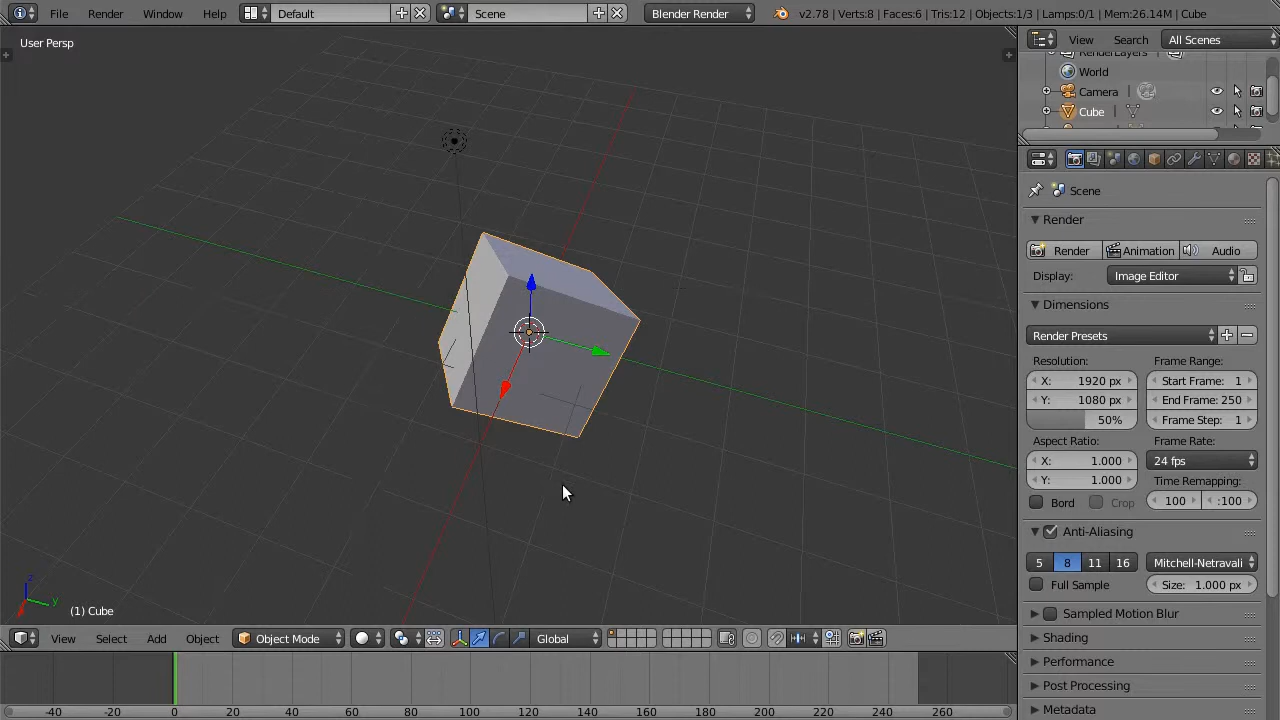 File Render Window Help Default Scene Blender Render v2.78 | Verts:8 | Faces:6 | Tris:12 | Objects:1/3 | Lamps:0/1 | Mem:26.14M | Cube
User Persp
View Search All Scenes
RenderLayers
World
Camera
Cube
Scene
Render
Render Animation Audio
Display: Image Editor
Dimensions
Render Presets
Resolution: Frame Range:
X: 1920 px Start Frame: 1
Y: 1080 px End Frame: 250
50% Frame Step: 1
Aspect Ratio: Frame Rate:
X: 1.000 24 fps
Y: 1.000 Time Remapping:
Bord Crop 100 :100
Anti-Aliasing
5 8 11 16 Mitchell-Netravali
Full Sample Size: 1.000 px
Sampled Motion Blur
Shading
Performance
Post Processing
Metadata
z
y
(1) Cube
View Select Add Object Object Mode Global
-40 -20 0 20 40 60 80 100 120 140 160 180 200 220 240 260